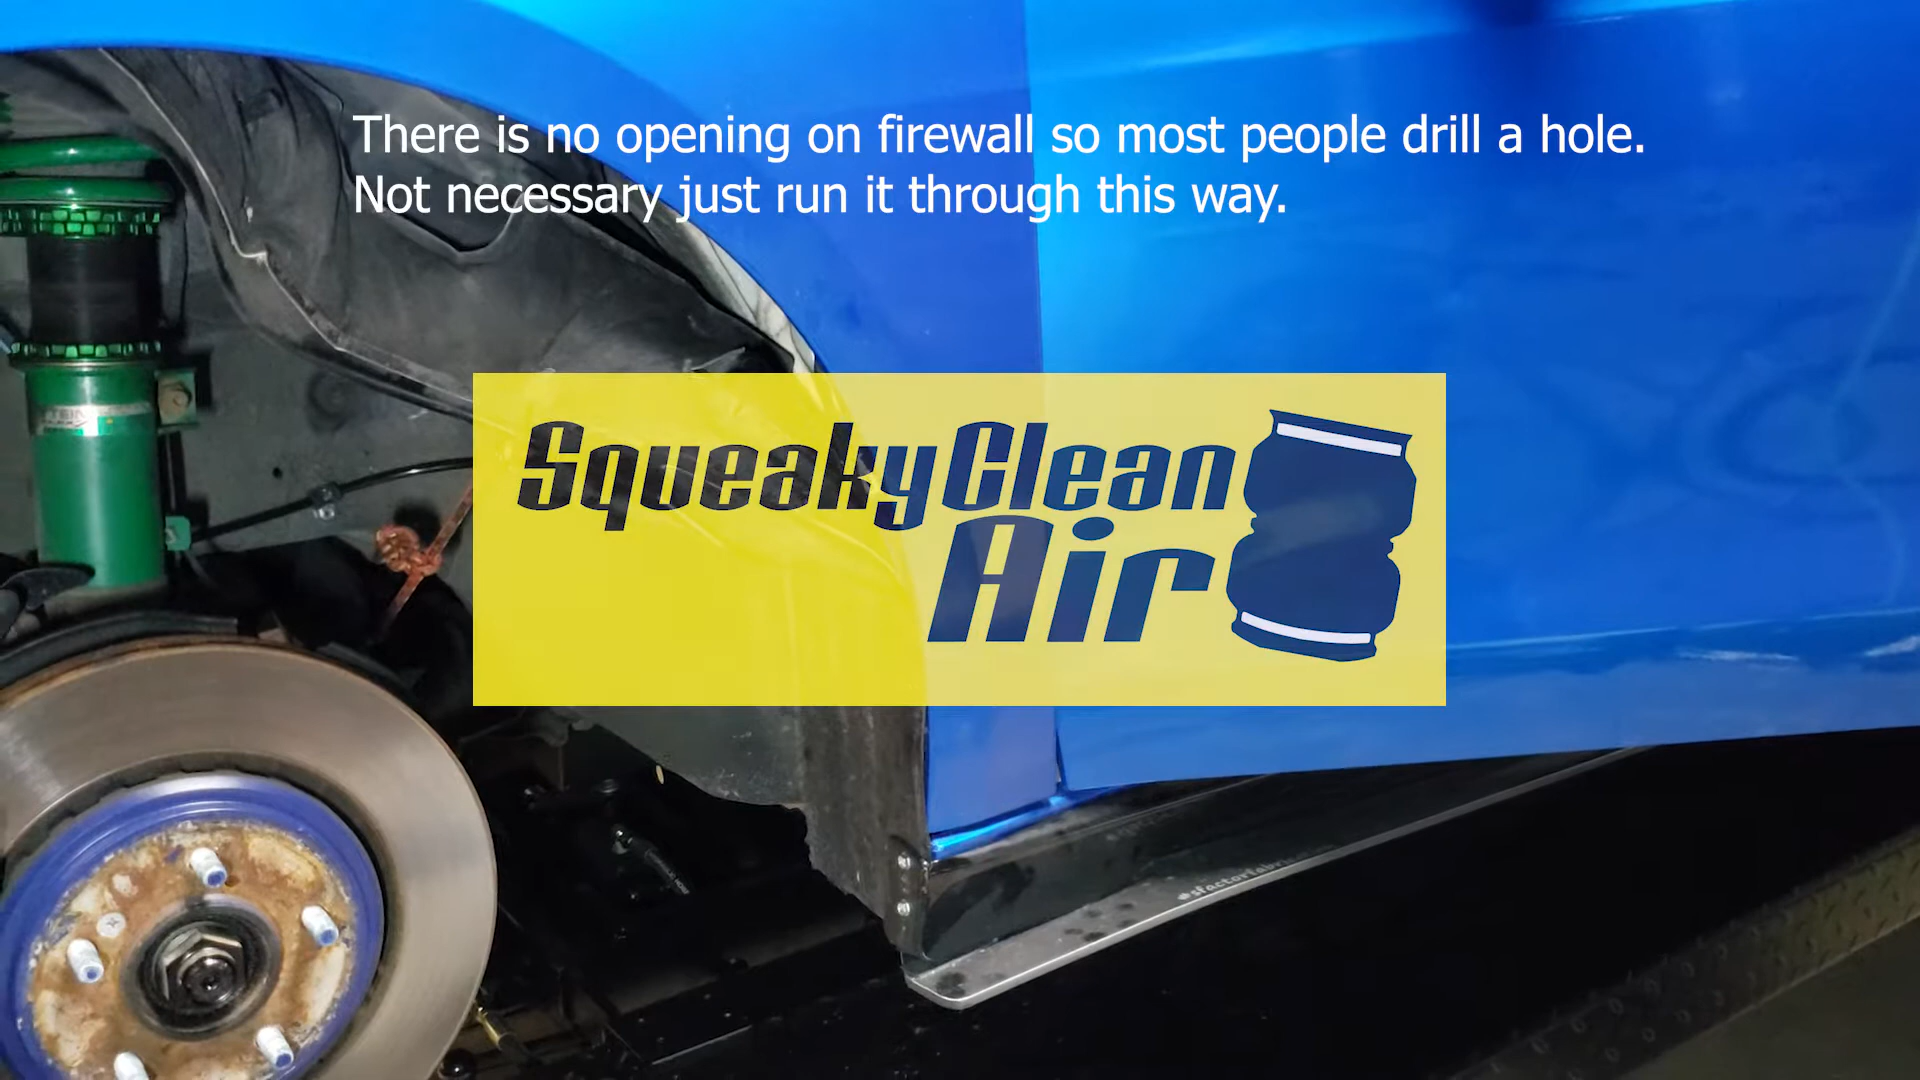 There is no opening on firewall so most people drill a hole.
Not necessary just run it through this way.
SqueakyClean
Air
TEIN